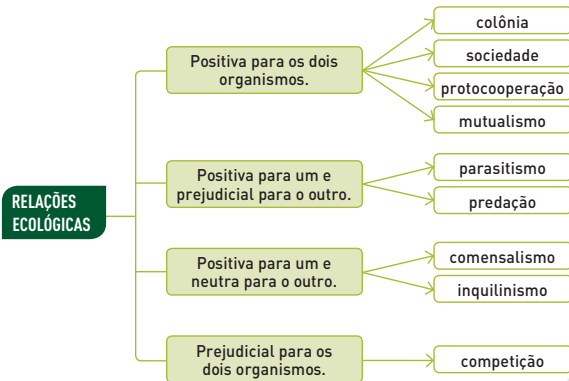 RELAÇÕES
ECOLÓGICAS
Positiva para os dois
organismos.
colônia
sociedade
protocooperação
mutualismo
Positiva para um e
prejudicial para o outro.
parasitismo
predação
Positiva para um e
neutra para o outro.
comensalismo
inquilinismo
Prejudicial para os
dois organismos.
competição